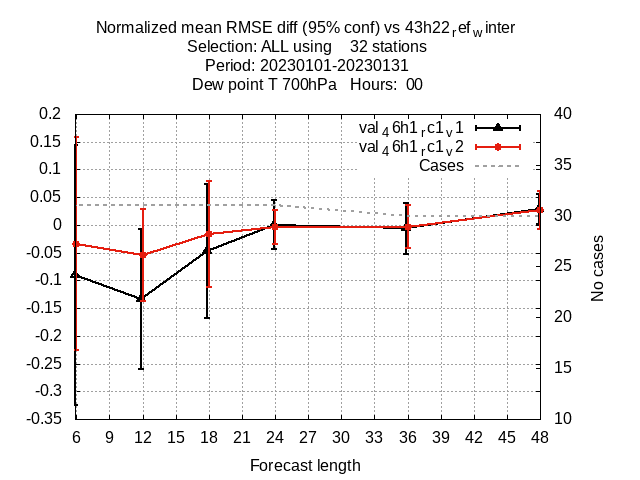 Normalized mean RMSE diff (95% conf) vs 43h22refwinter
Selection: ALL using    32 stations
Period: 20230101-20230131
Dew point T 700hPa   Hours:  00
0.2
0.15
0.1
0.05
0
-0.05
-0.1
-0.15
-0.2
-0.25
-0.3
-0.35
val46h1rc1v1
val46h1rc1v2
Cases
40
35
30
25
20
15
10
No cases
6 9 12 15 18 21 24 27 30 33 36 39 42 45 48
Forecast length